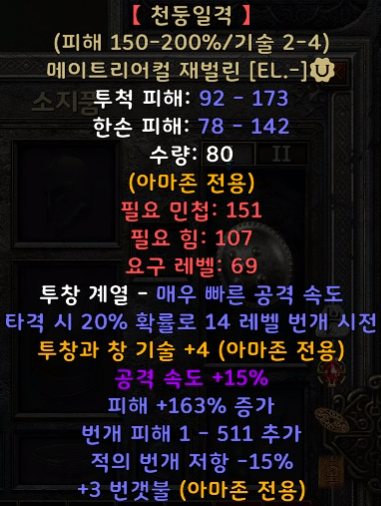 【 천둥일격 】
(피해 150-200%/기술 2-4)
메이트리어컬 재벌린 [EL.-]
투척 피해: 92 - 173
한손 피해: 78 - 142
수량: 80
(아마존 전용)
필요 민첩: 151
필요 힘: 107
요구 레벨: 69
투창 계열 - 매우 빠른 공격 속도
타격 시 20% 확률로 14 레벨 번개 시전
투창과 창 기술 +4 (아마존 전용)
공격 속도 +15%
피해 +163% 증가
번개 피해 1 - 511 추가
적의 번개 저항 -15%
+3 번갯불 (아마존 전용)
소지품
II